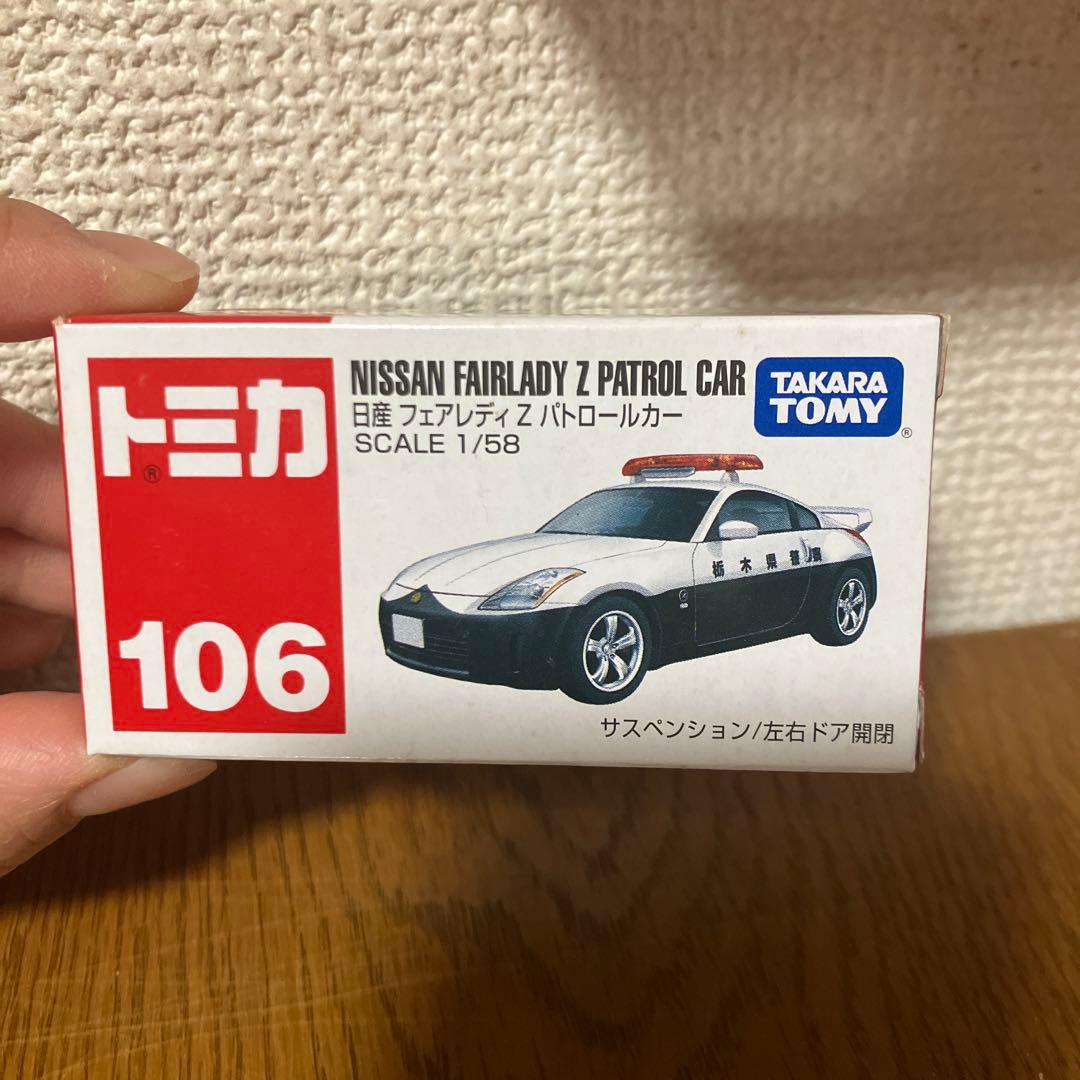 トミカ
®
106
NISSAN FAIRLADY Z PATROL CAR
日産 フェアレディ Z パトロールカー
SCALE 1/58
TAKARA
TOMY
®
栃木県警察
サスペンション/左右ドア開閉